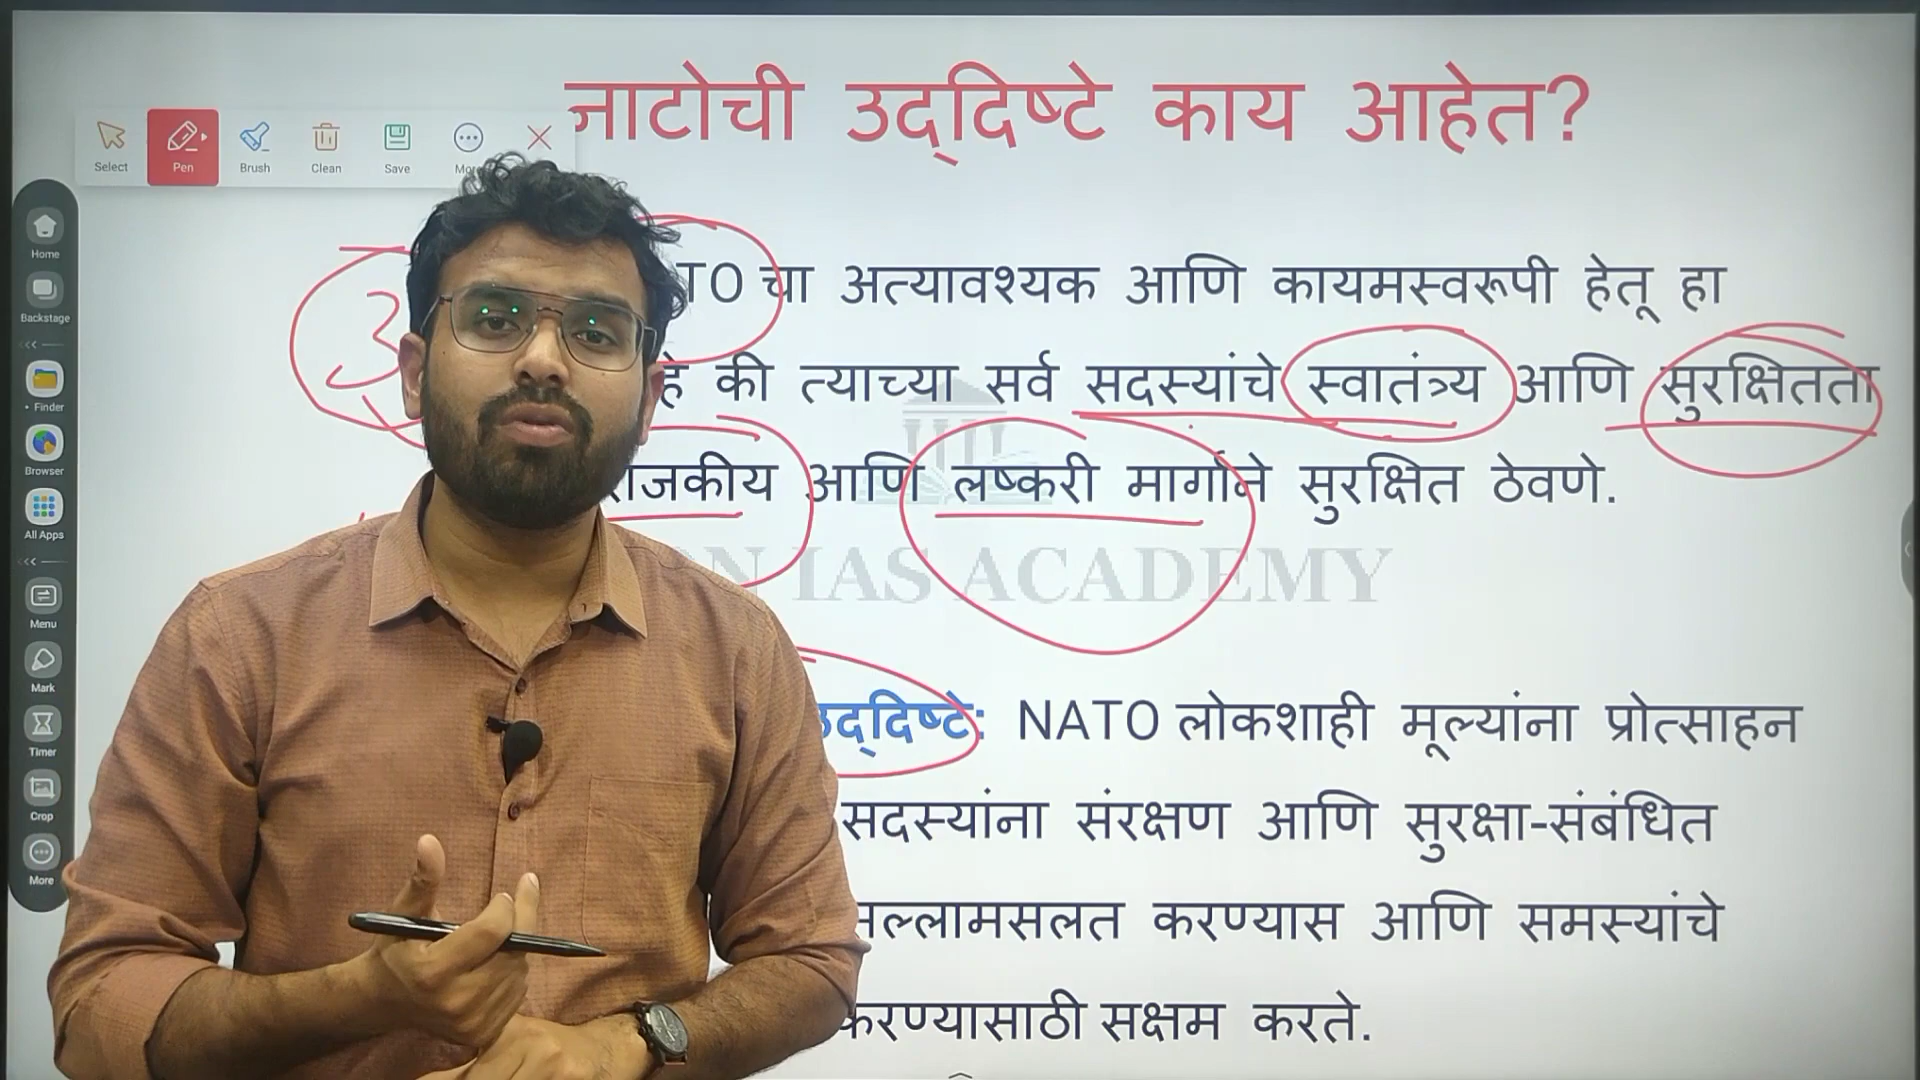 नाटोची उद्दिष्टे काय आहेत?
Select
Pen
Brush
Clean
Save
More
Home
Backstage
Finder
Browser
All Apps
Menu
Mark
Timer
Crop
More
TO चा अत्यावश्यक आणि कायमस्वरूपी हेतू हा
हे की त्याच्या सर्व सदस्यांचे स्वातंत्र्य आणि सुरक्षितता
राजकीय आणि लष्करी मार्गाने सुरक्षित ठेवणे.
IAS ACADEMY
उद्दिष्टे: NATO लोकशाही मूल्यांना प्रोत्साहन
सदस्यांना संरक्षण आणि सुरक्षा-संबंधित
सल्लामसलत करण्यास आणि समस्यांचे
करण्यासाठी सक्षम करते.